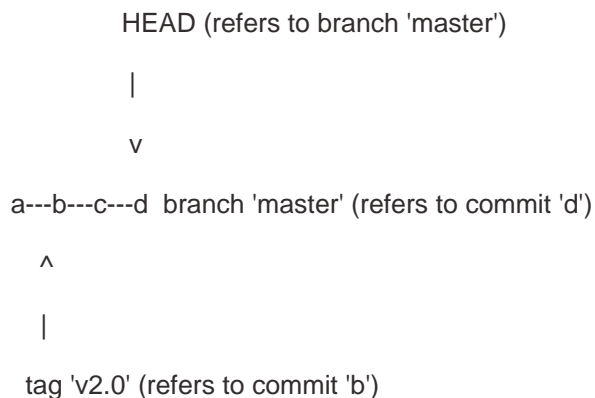 HEAD (refers to branch 'master')
|
v
a---b---c---d branch 'master' (refers to commit 'd')
^
|
tag 'v2.0' (refers to commit 'b')